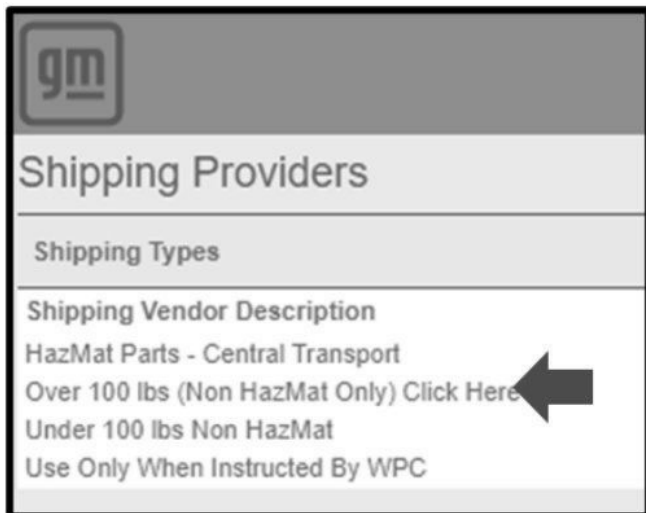 gm
Shipping Providers
Shipping Types
Shipping Vendor Description
HazMat Parts - Central Transport
Over 100 lbs (Non HazMat Only) Click Here
Under 100 lbs Non HazMat
Use Only When Instructed By WPC